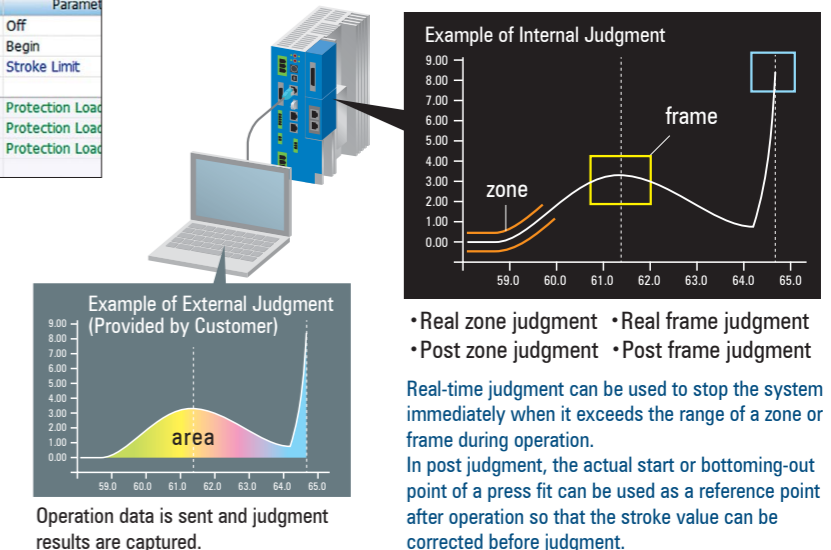 Paramet
Off
Begin
Stroke Limit
Protection Load
Protection Load
Protection Load
Example of Internal Judgment
9.00
8.00
7.00
6.00
5.00
4.00
3.00
2.00
1.00
0.00
frame
zone
59.0 60.0 61.0 62.0 63.0 64.0 65.0
・Real zone judgment ・Real frame judgment
・Post zone judgment ・Post frame judgment
Real-time judgment can be used to stop the system
immediately when it exceeds the range of a zone or
frame during operation.
In post judgment, the actual start or bottoming-out
point of a press fit can be used as a reference point
after operation so that the stroke value can be
corrected before judgment.
Example of External Judgment
(Provided by Customer)
9.00
8.00
7.00
6.00
5.00
4.00
3.00
2.00
1.00
0.00
area
59.0 60.0 61.0 62.0 63.0 64.0 65.0
Operation data is sent and judgment
results are captured.